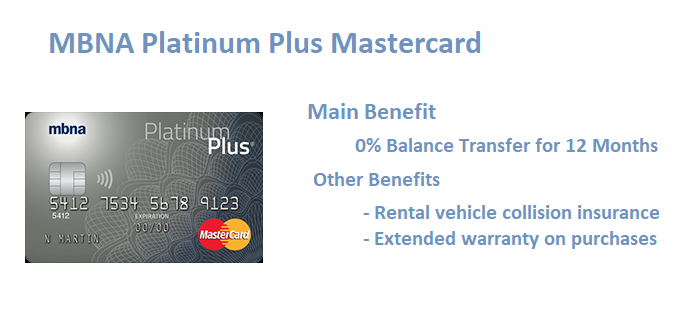 MBNA Platinum Plus Mastercard
Main Benefit
0% Balance Transfer for 12 Months
Other Benefits
- Rental vehicle collision insurance
- Extended warranty on purchases
mbna
Platinum
Plus®
5412 7534 5678 9123
5412
EXPIRATION
00/00
N MARTIN
MasterCard